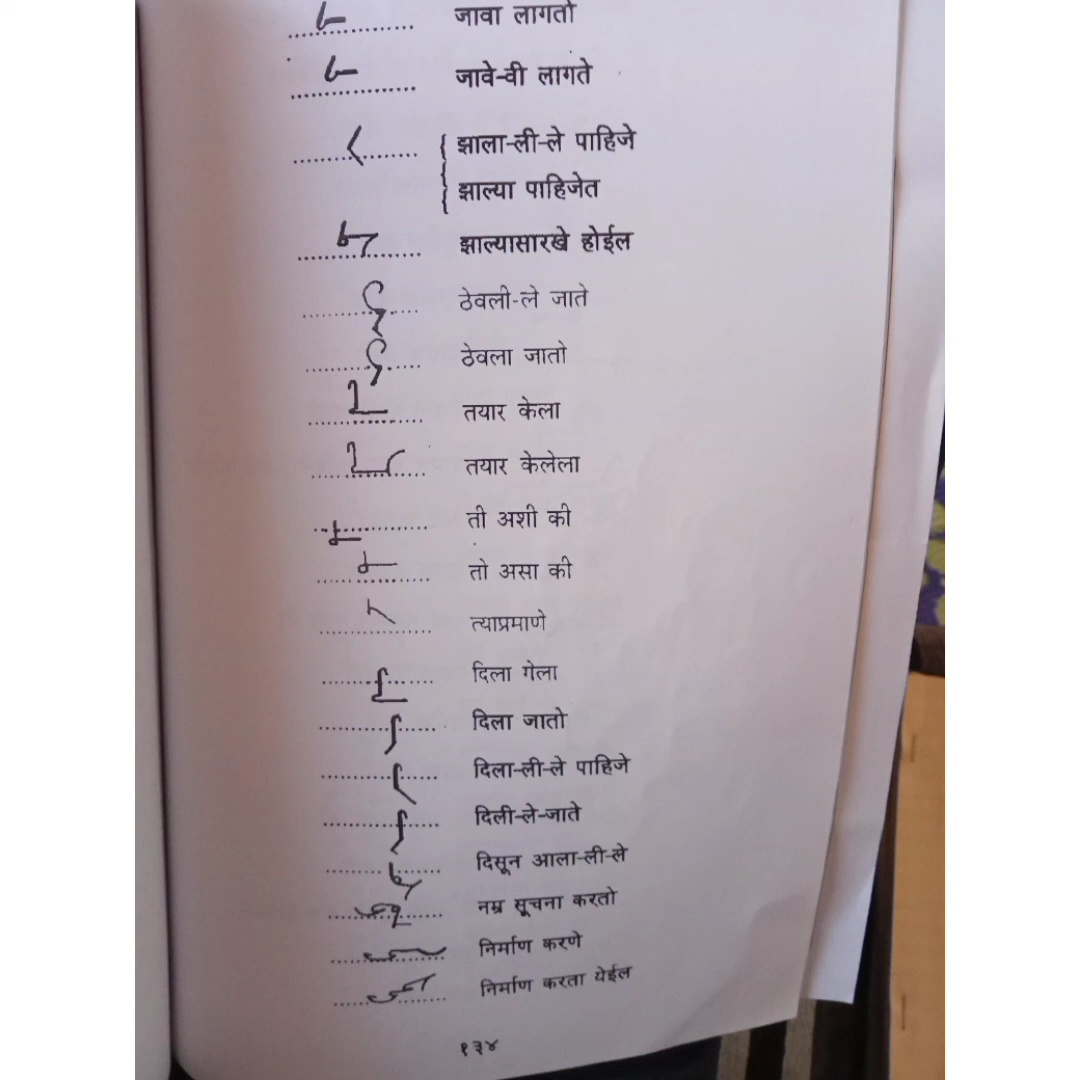 जावा लागतो
जावे-वी लागते
झाला-ली-ले पाहिजे
झाल्या पाहिजेत
झाल्यासारखे होईल
ठेवली-ले जाते
ठेवला जातो
तयार केला
तयार केलेला
ती अशी की
तो असा की
त्याप्रमाणे
दिला गेला
दिला जातो
दिला-ली-ले पाहिजे
दिली-ले-जाते
दिसून आला-ली-ले
नम्र सूचना करतो
निर्माण करणे
निर्माण करता येईल
१३४